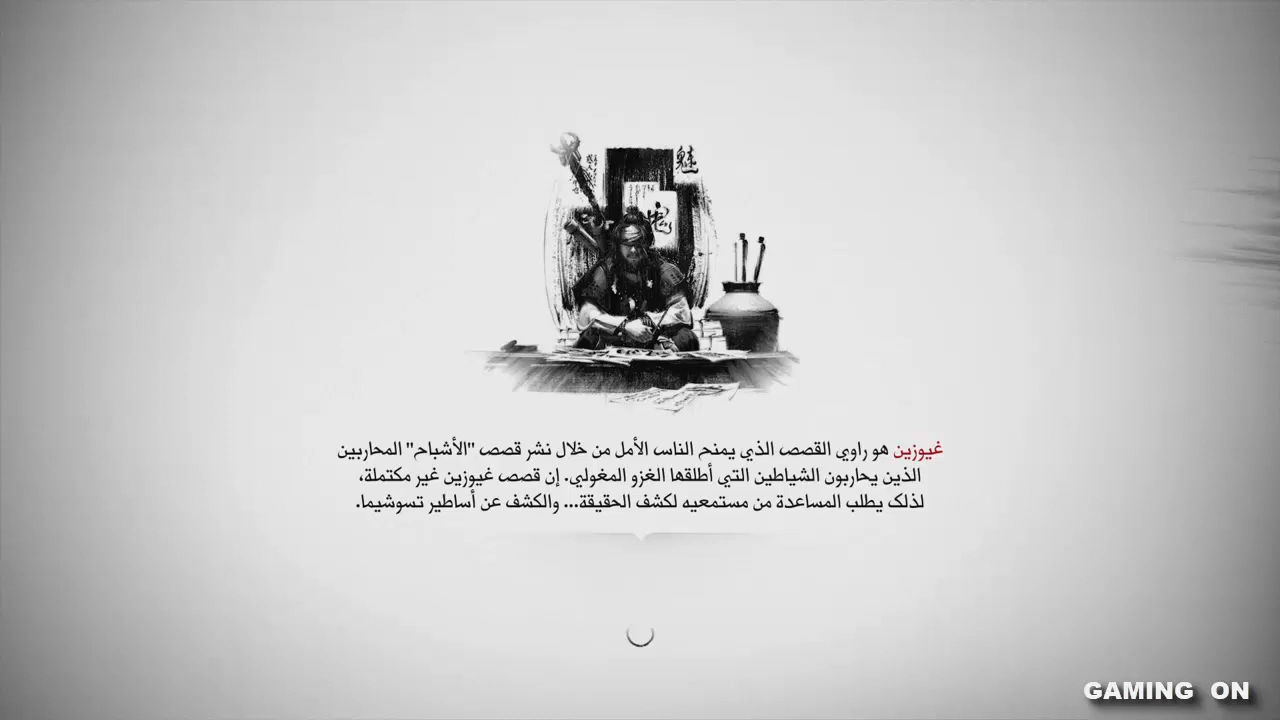 魅
غيوزين هو راوي القصص الذي يمنح الناس الأمل من خلال نشر قصص "الأشباح" المحاربين
الذين يحاربون الشياطين التي أطلقها الغزو المغولي. إن قصص غيوزين غير مكتملة،
لذلك يطلب المساعدة من مستمعيه لكشف الحقيقة... والكشف عن أساطير تسوشيما.
GAMING ON